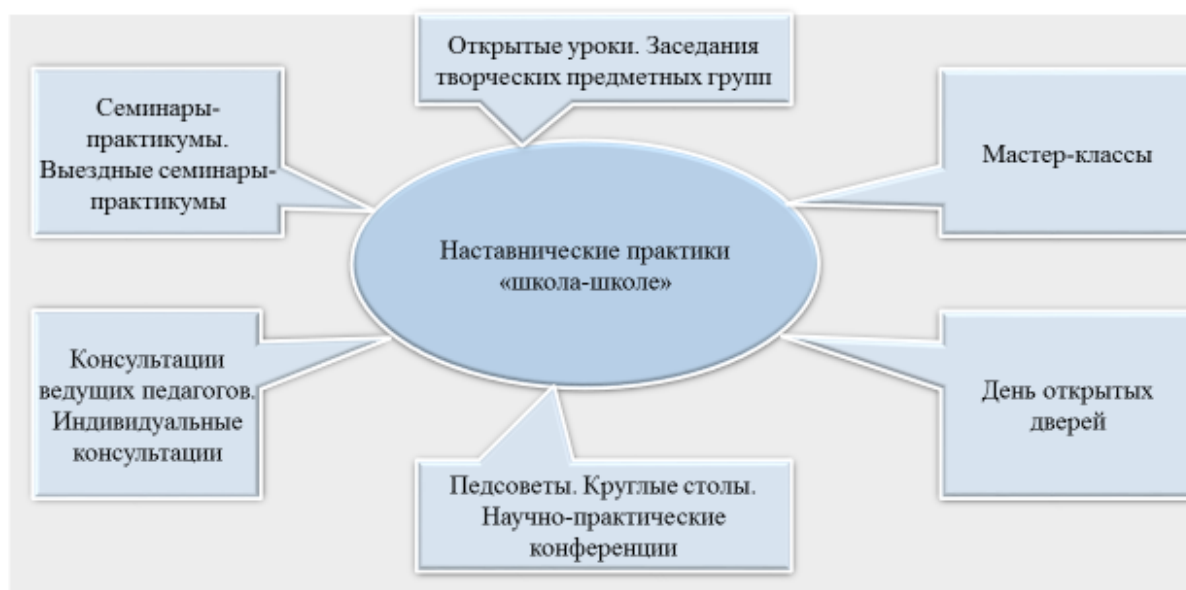 Открытые уроки. Заседания
творческих предметных групп
Семинары-
практикумы.
Выездные семинары-
практикумы
Мастер-классы
Наставнические практики
«школа-школе»
Консультации
ведущих педагогов.
Индивидуальные
консультации
День открытых
дверей
Педсоветы. Круглые столы.
Научно-практические
конференции